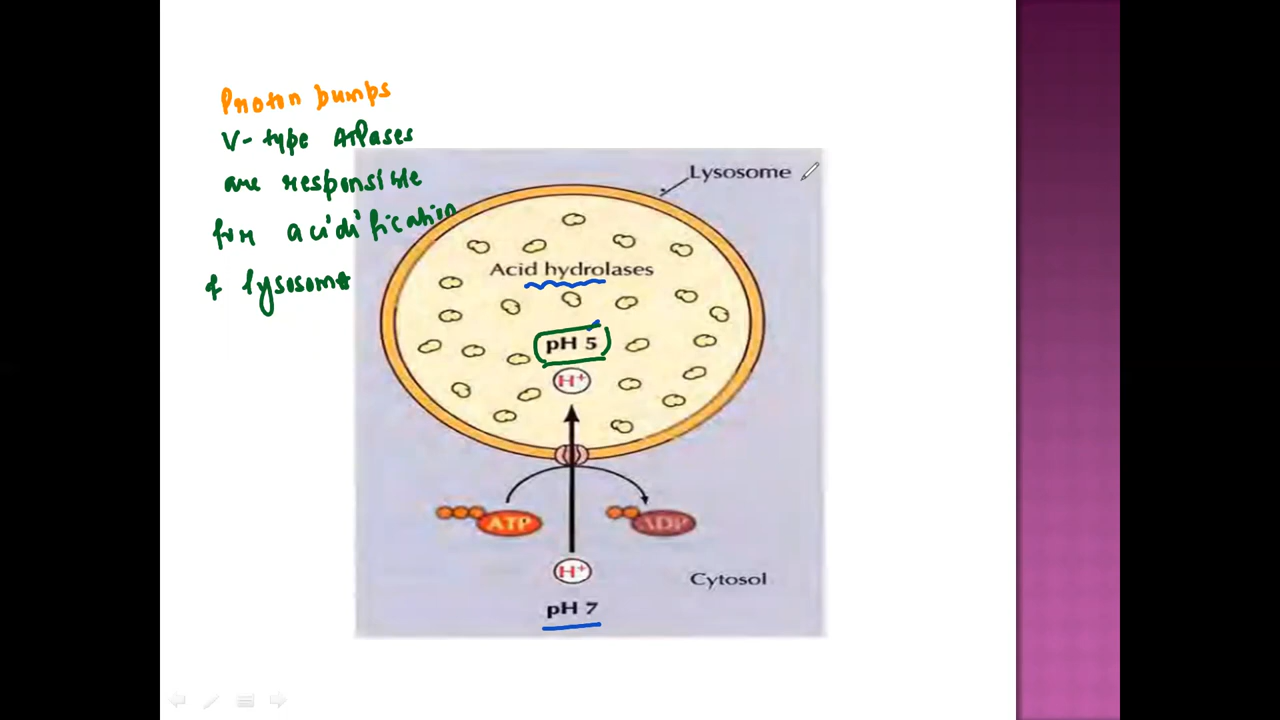 Proton bumps
V-type ATPases
are responsible
for acidification
of lysosome
Lysosome
Acid hydrolases
pH 5
H+
ATP
ADP
H+
Cytosol
pH 7